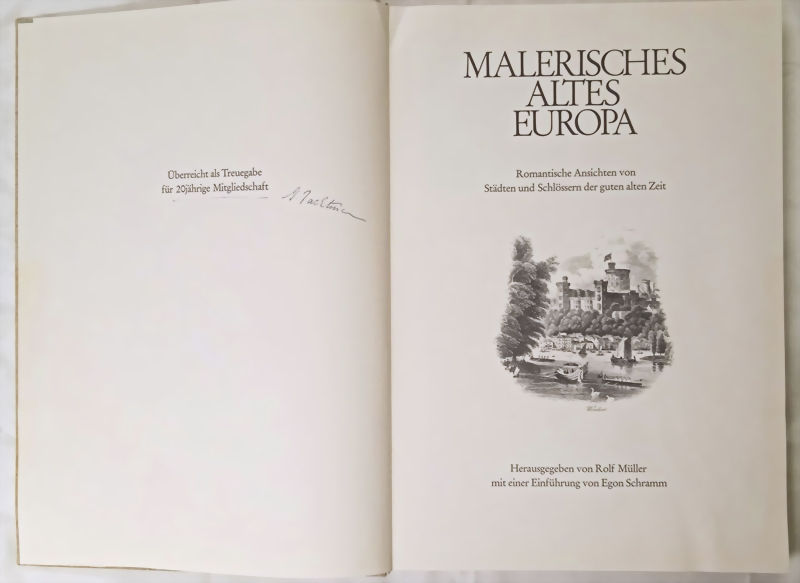 Überreicht als Treuegabe
für 20jährige Mitgliedschaft
MALERISCHES
ALTES
EUROPA
Romantische Ansichten von
Städten und Schlössern der guten alten Zeit
Windsor
Herausgegeben von Rolf Müller
mit einer Einführung von Egon Schramm